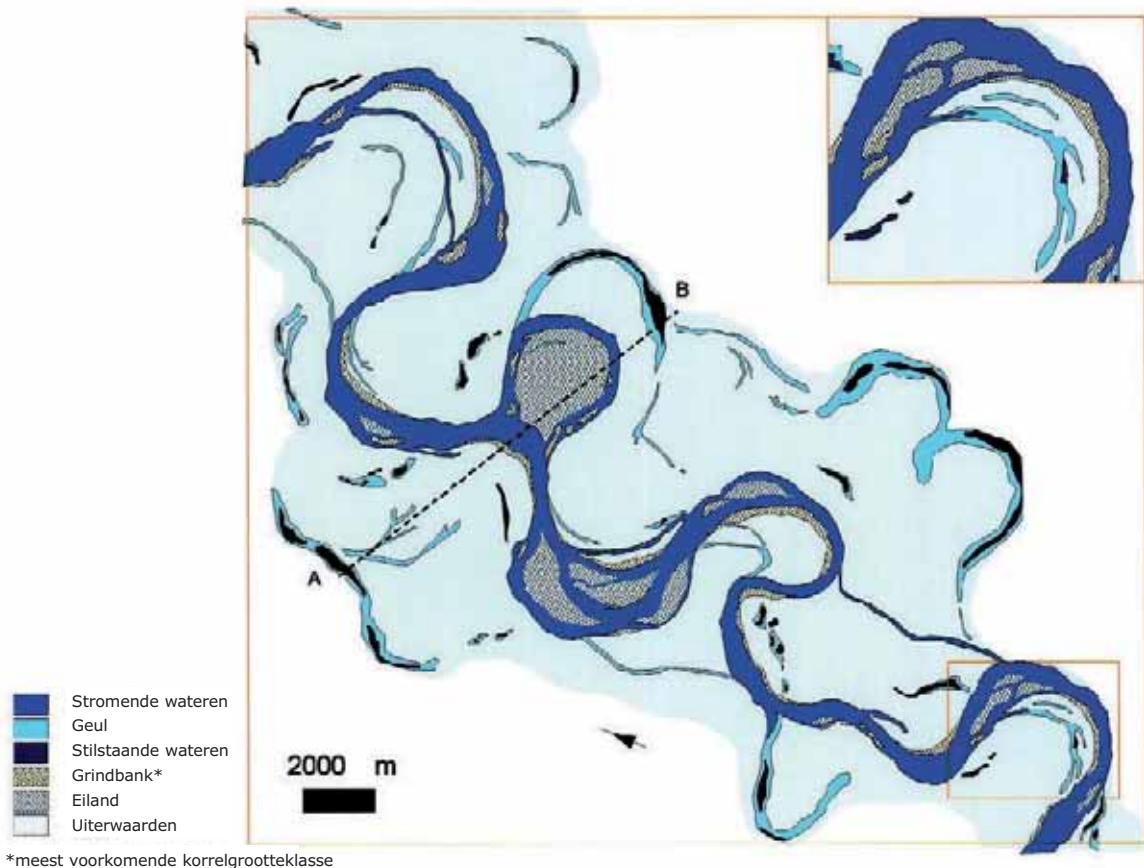 B
A
2000 m
Stromende wateren
Geul
Stilstaande wateren
Grindbank*
Eiland
Uiterwaarden
*meest voorkomende korrelgrootteklasse